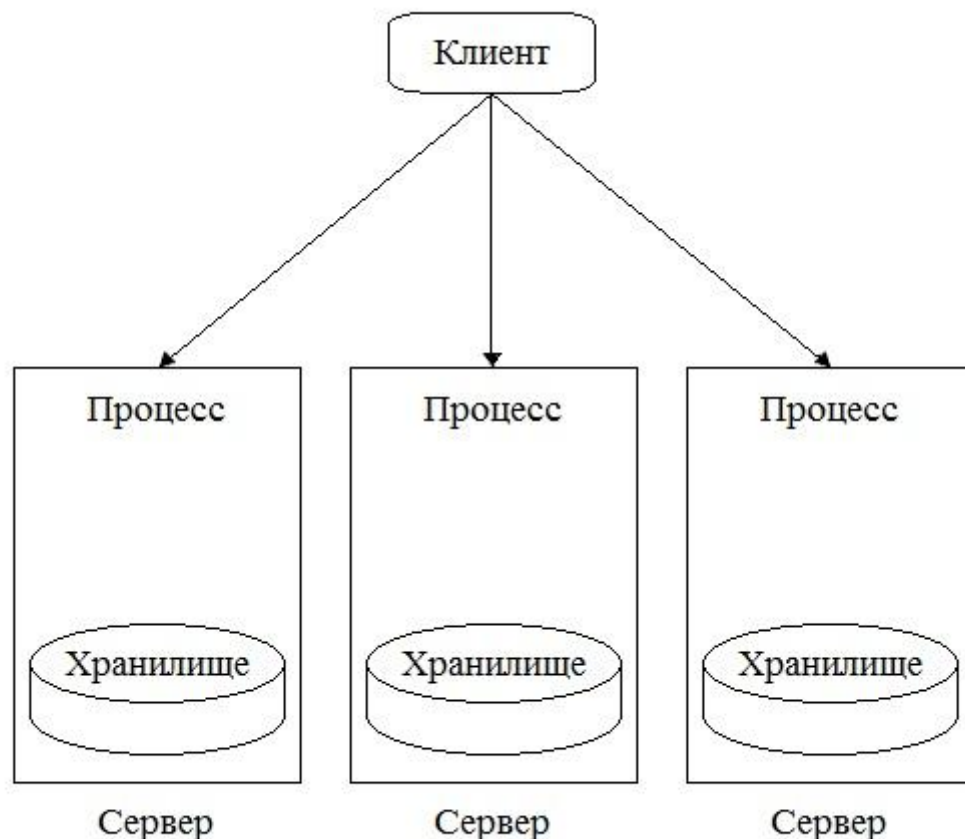 Клиент
Процесс
Процесс
Процесс
Хранилище
Хранилище
Хранилище
Сервер
Сервер
Сервер